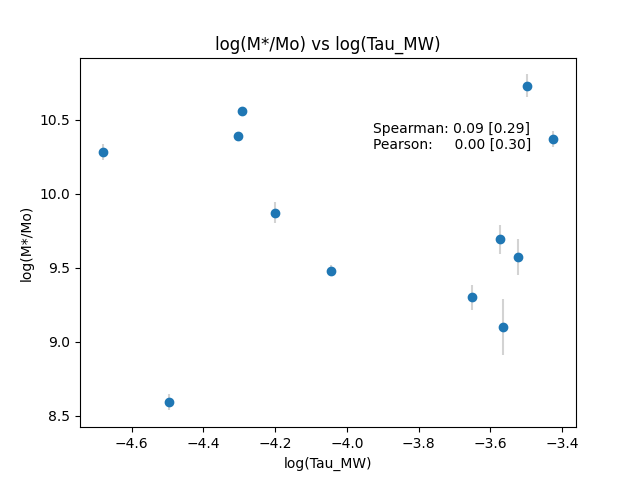 log(M*/Mo) vs log(Tau_MW)
10.5
10.0
9.5
9.0
8.5
log(M*/Mo)
Spearman: 0.09 [0.29]
Pearson: 0.00 [0.30]
−4.6 −4.4 −4.2 −4.0 −3.8 −3.6 −3.4
log(Tau_MW)